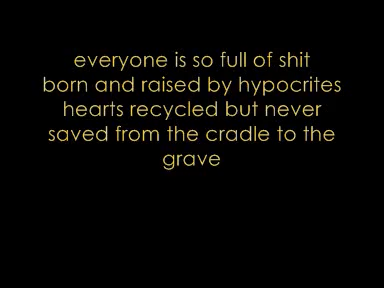 everyone is so full of shit
born and raised by hypocrites
hearts recycled but never
saved from the cradle to the
grave